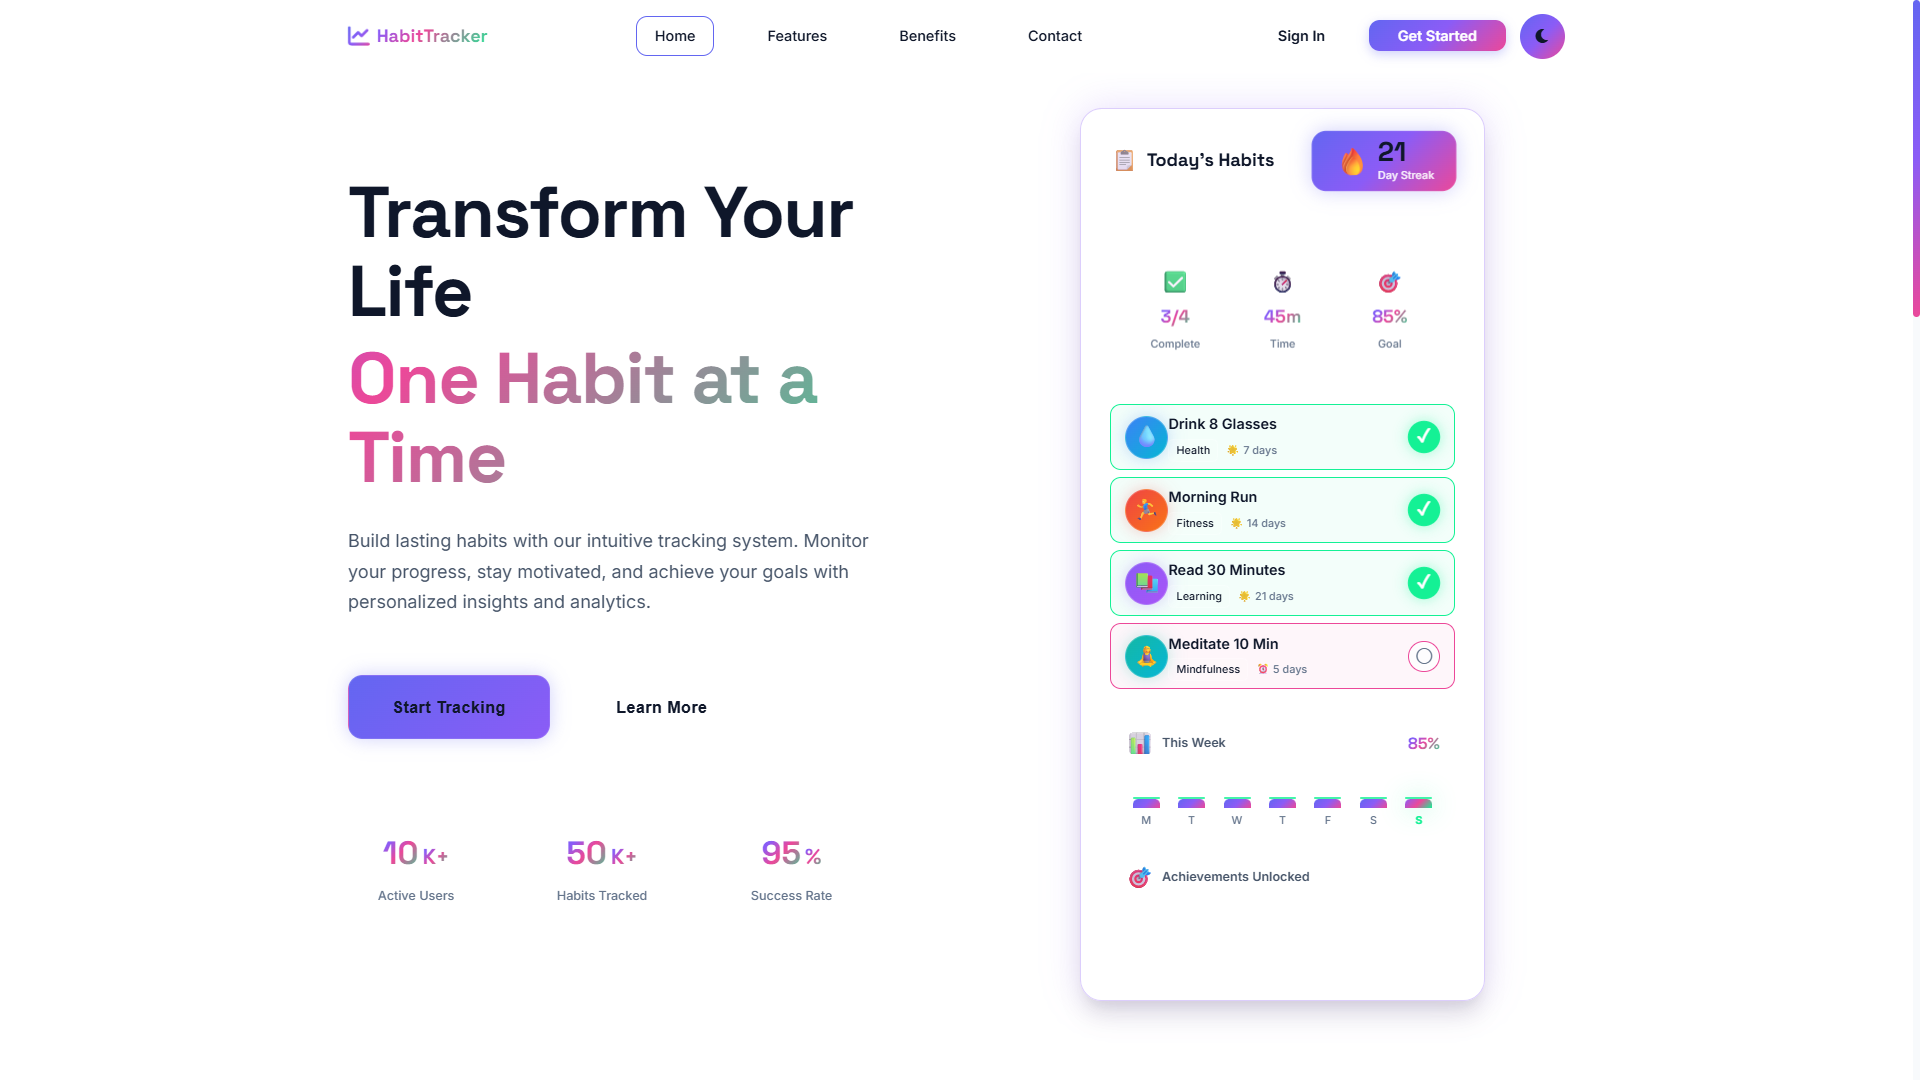 HabitTracker
Home
Features
Benefits
Contact
Sign In
Get Started
Transform Your
Life
One Habit at a
Time
Build lasting habits with our intuitive tracking system. Monitor
your progress, stay motivated, and achieve your goals with
personalized insights and analytics.
Start Tracking
Learn More
10 K+
Active Users
50 K+
Habits Tracked
95 %
Success Rate
Today's Habits
21
Day Streak
3/4
Complete
45m
Time
85%
Goal
Drink 8 Glasses
Health 7 days
Morning Run
Fitness 14 days
Read 30 Minutes
Learning 21 days
Meditate 10 Min
Mindfulness 5 days
This Week
85%
M T W T F S S
Achievements Unlocked